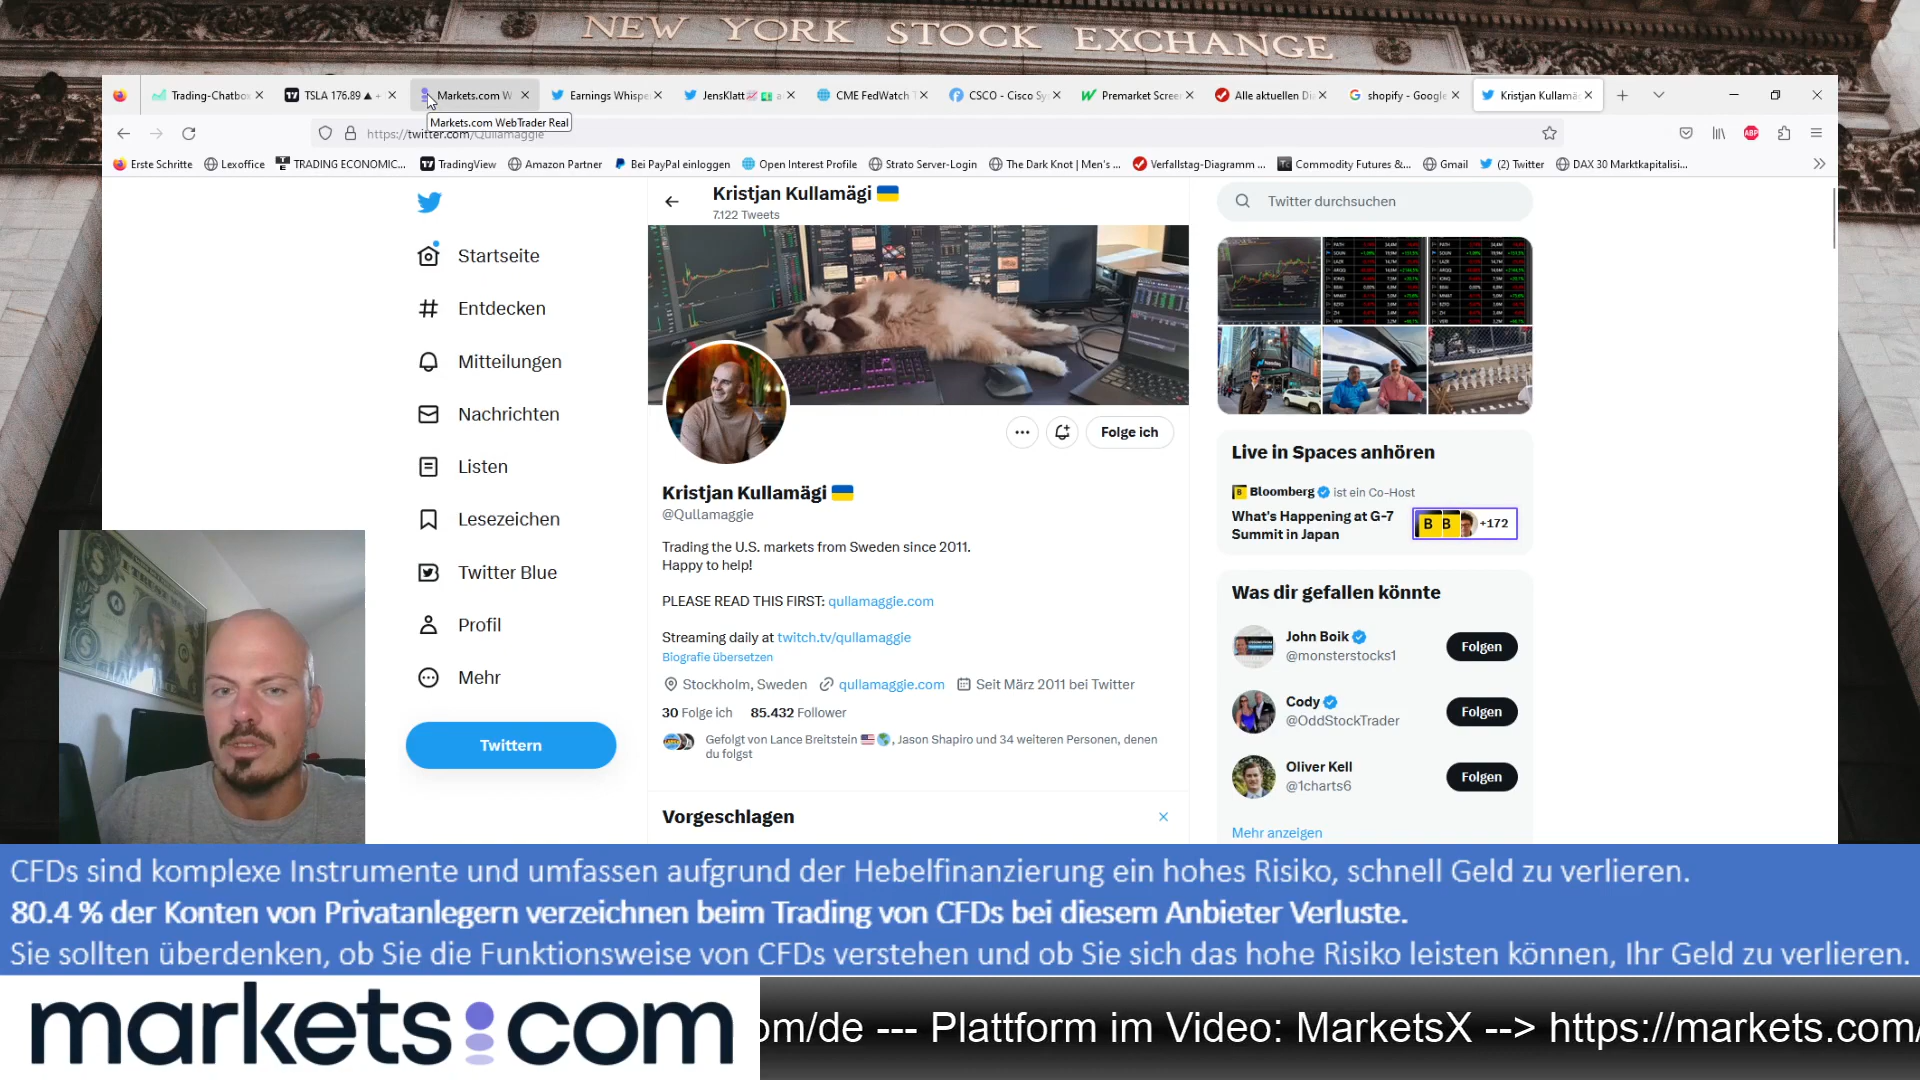 NEW YORK STOCK EXCHANGE
Trading-Chatbox
TSLA 176.89 ▲
Markets.com W
Earnings Whispe
JensKlatt
CME FedWatch T
CSCO - Cisco Sy
Premarket Scree
Alle aktuellen Di
shopify - Google
Kristjan Kullamä
https://twitter.com/Qullamaggie
Markets.com WebTrader Real
Erste Schritte
Lexoffice
TRADING ECONOMIC...
TradingView
Amazon Partner
Bei PayPal einloggen
Open Interest Profile
Strato Server-Login
The Dark Knot | Men's ...
Verfallstag-Diagramm ...
Commodity Futures &...
Gmail
(2) Twitter
DAX 30 Marktkapitalisi...
Startseite
Entdecken
Mitteilungen
Nachrichten
Listen
Lesezeichen
Twitter Blue
Profil
Mehr
Twittern
Kristjan Kullamägi
7.122 Tweets
Folge ich
Kristjan Kullamägi
@Qullamaggie
Trading the U.S. markets from Sweden since 2011.
Happy to help!
PLEASE READ THIS FIRST: qullamaggie.com
Streaming daily at twitch.tv/qullamaggie
Biografie übersetzen
Stockholm, Sweden qullamaggie.com Seit März 2011 bei Twitter
30 Folge ich 85.432 Follower
Gefolgt von Lance Breitstein, Jason Shapiro und 34 weiteren Personen, denen
du folgst
Vorgeschlagen
Twitter durchsuchen
Live in Spaces anhören
Bloomberg ist ein Co-Host
What's Happening at G-7
Summit in Japan
+172
Was dir gefallen könnte
John Boik
@monsterstocks1
Folgen
Cody
@OddStockTrader
Folgen
Oliver Kell
@1charts6
Folgen
Mehr anzeigen
CFDs sind komplexe Instrumente und umfassen aufgrund der Hebelfinanzierung ein hohes Risiko, schnell Geld zu verlieren.
80.4 % der Konten von Privatanlegern verzeichnen beim Trading von CFDs bei diesem Anbieter Verluste.
Sie sollten überdenken, ob Sie die Funktionsweise von CFDs verstehen und ob Sie sich das hohe Risiko leisten können, Ihr Geld zu verlieren.
markets.com
om/de --- Plattform im Video: MarketsX --> https://markets.com/